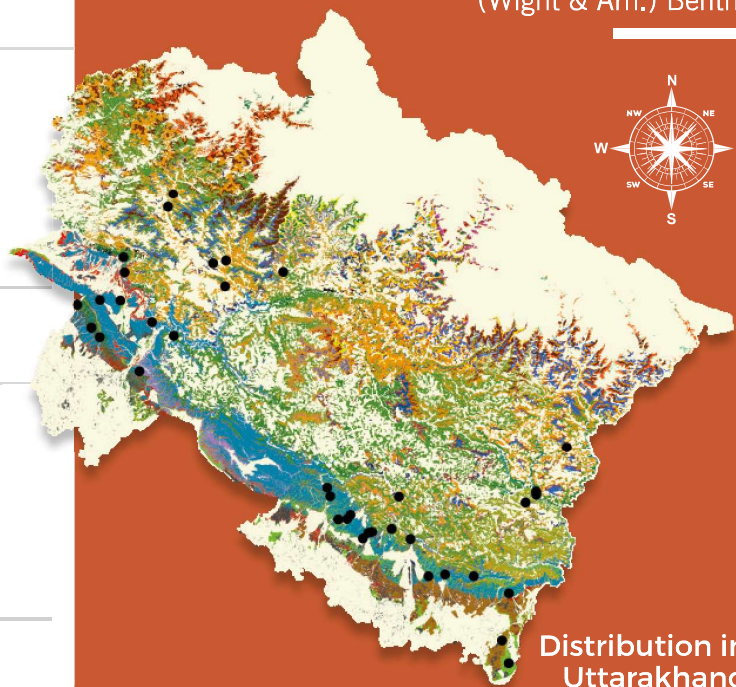 (Wight & Arn.) Benth
N
NW NE
W
SW SE
S
Distribution in
Uttarakhand